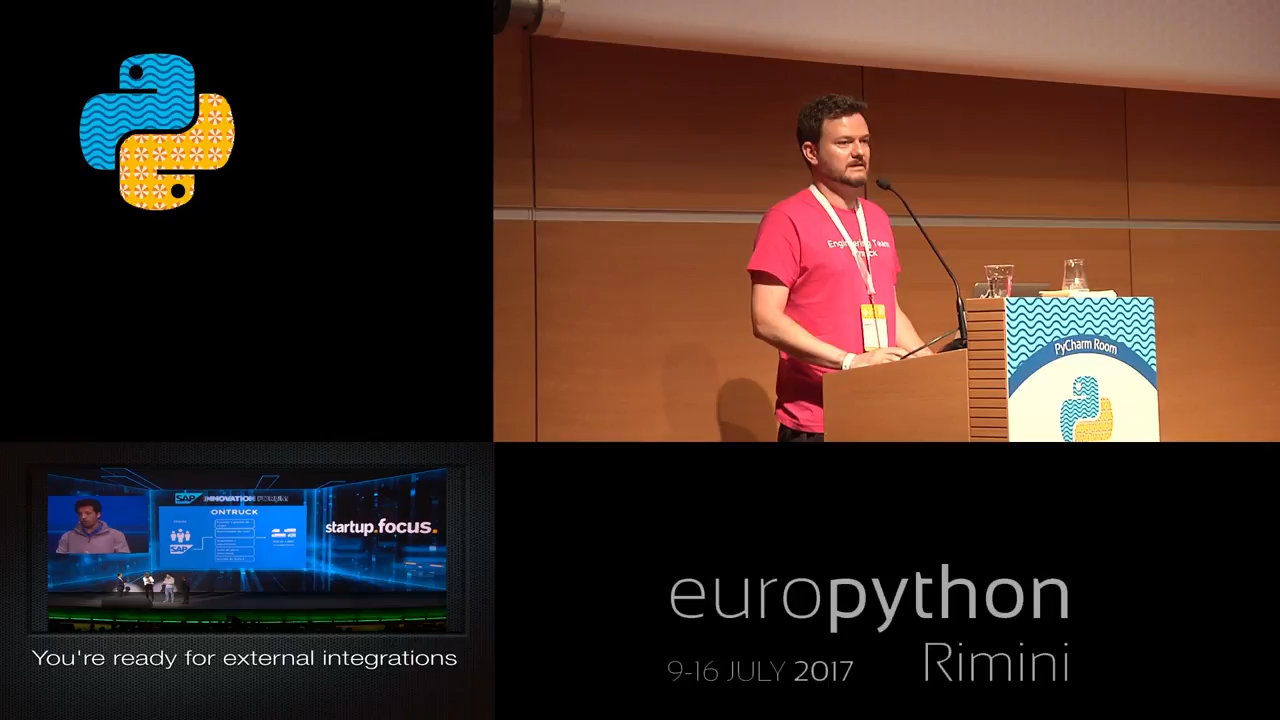 Engineering Team
PyCharm Room
SAP INNOVATION FORUM
ONTRUCK
SAP
startup.focus.
You're ready for external integrations
europython
Rimini
9-16 JULY 2017